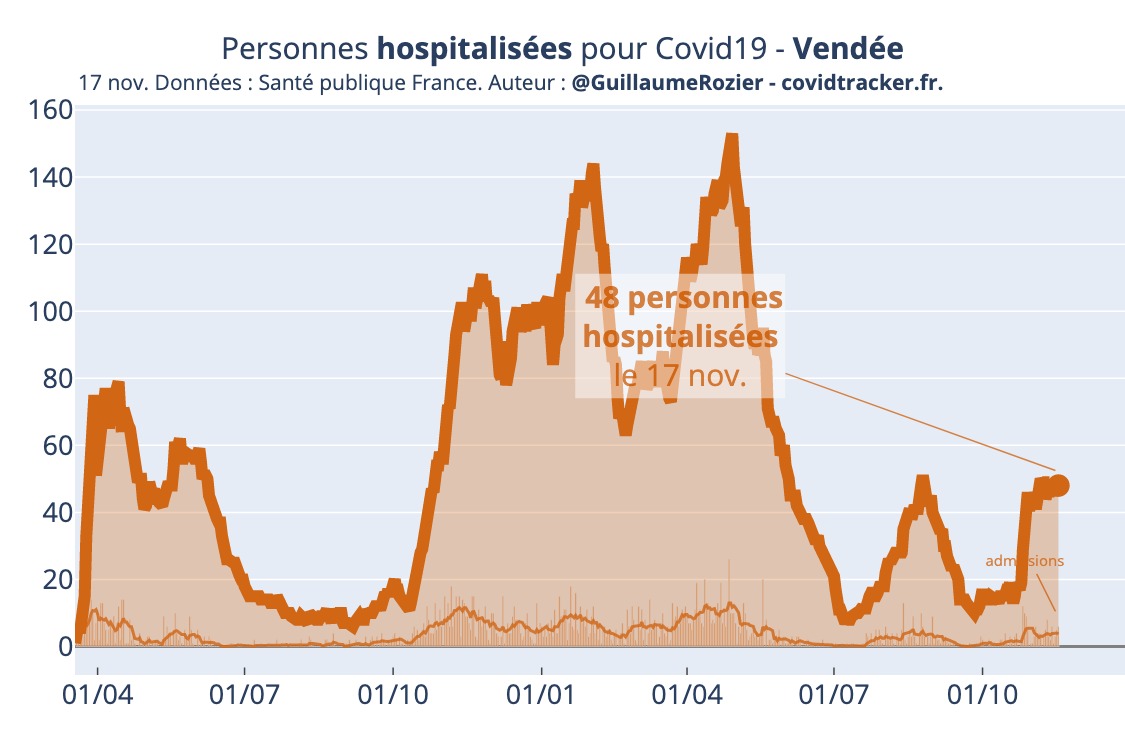 Personnes hospitalisées pour Covid19 - Vendée
17 nov. Données : Santé publique France. Auteur : @GuillaumeRozier - covidtracker.fr.
160
140
120
100
80
60
40
20
0
48 personnes
hospitalisées
le 17 nov.
admissions
01/04 01/07 01/10 01/01 01/04 01/07 01/10